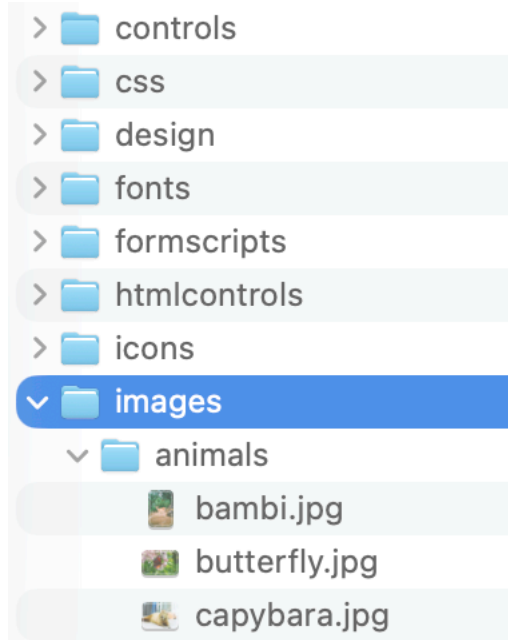 controls
css
design
fonts
formscripts
htmlcontrols
icons
images
animals
bambi.jpg
butterfly.jpg
capybara.jpg